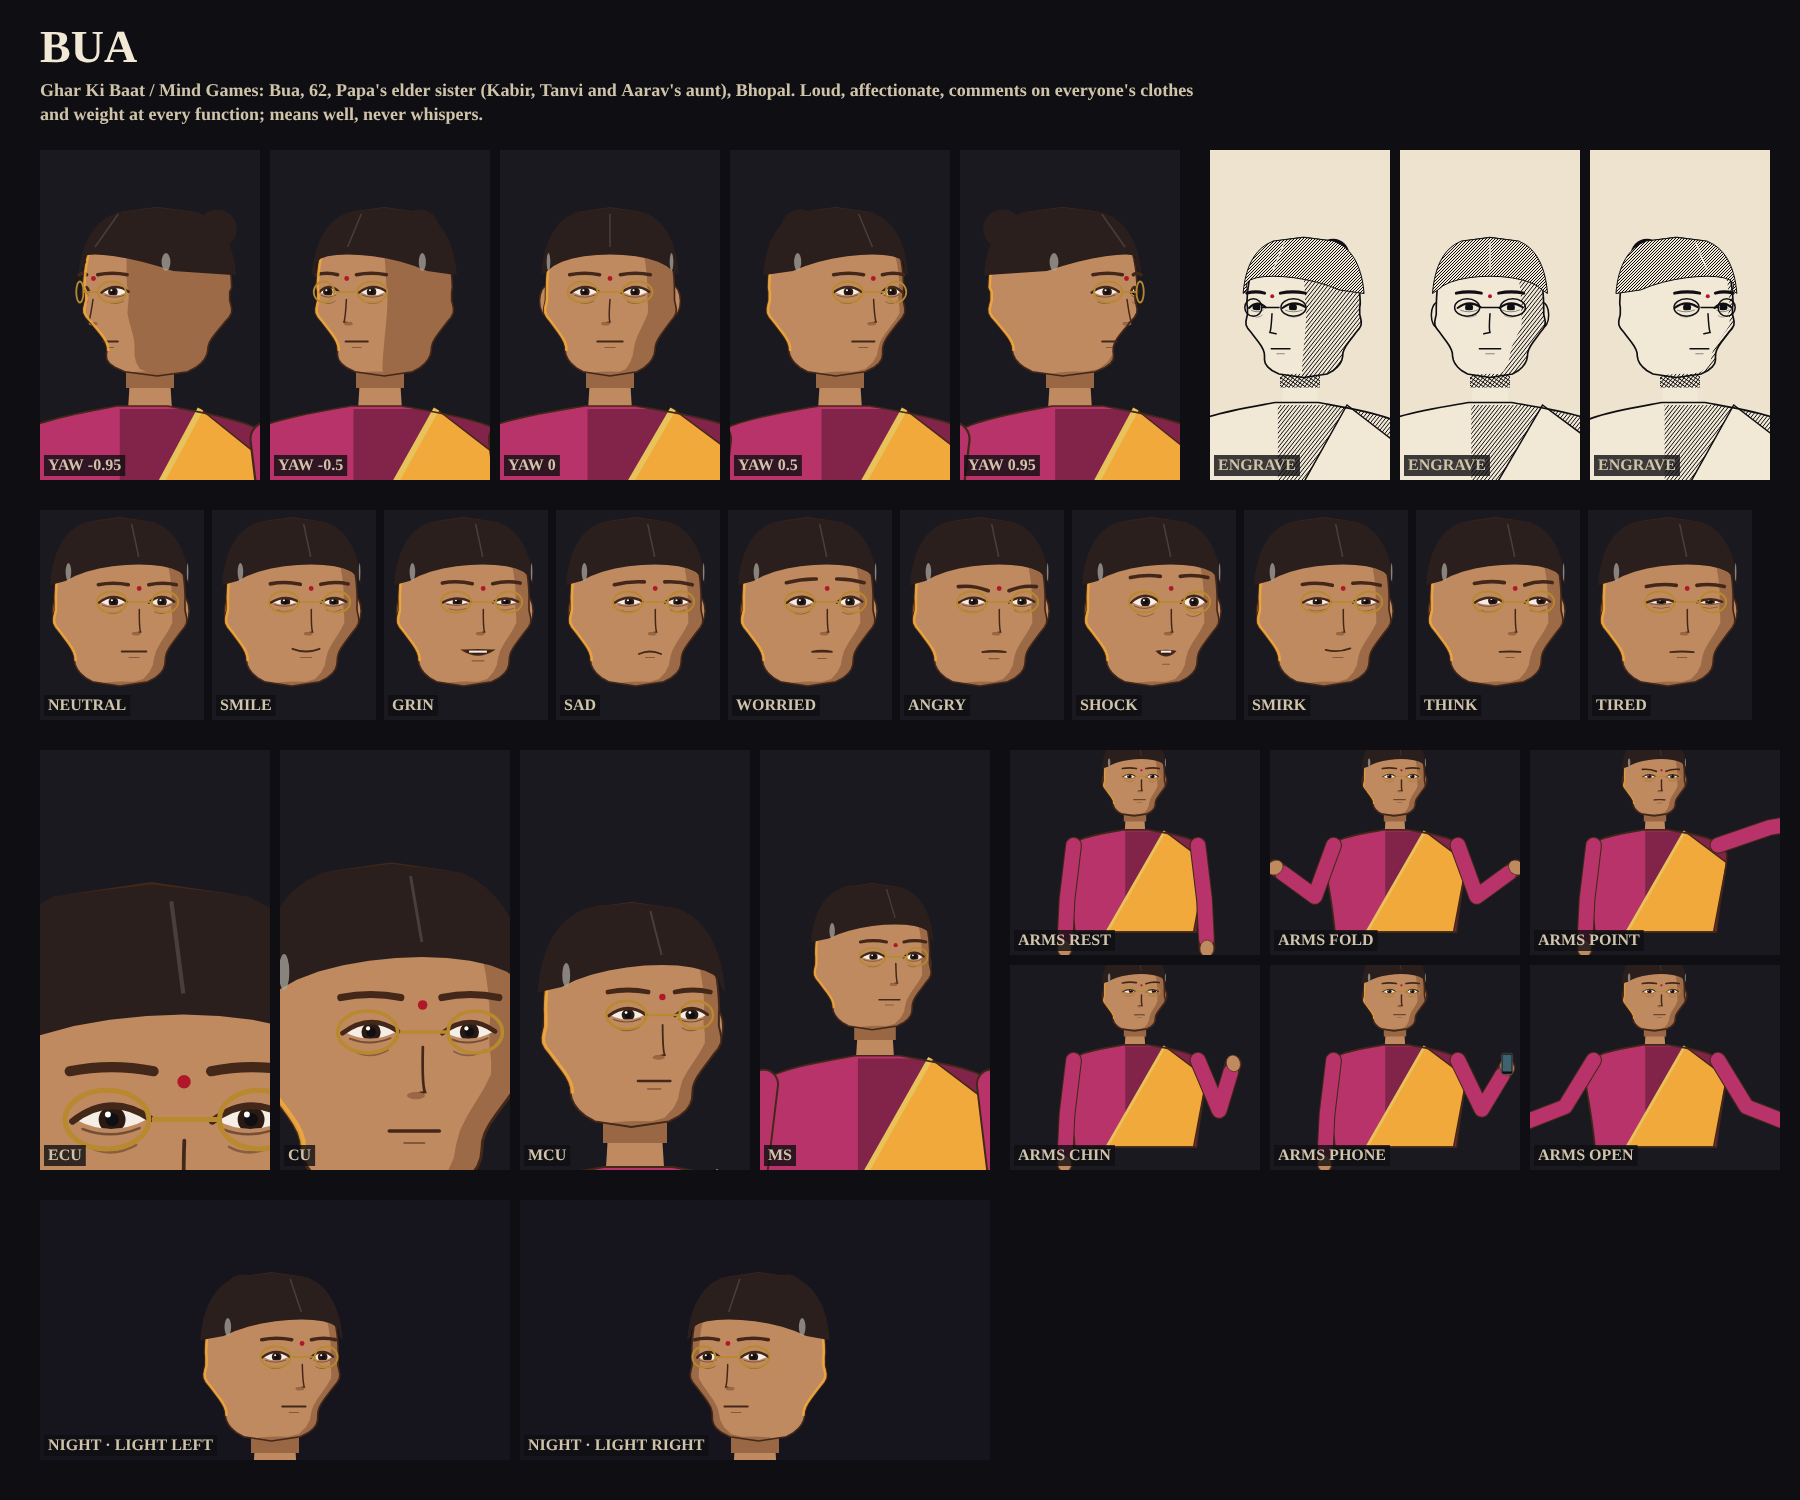 BUA
Ghar Ki Baat / Mind Games: Bua, 62, Papa's elder sister (Kabir, Tanvi and Aarav's aunt), Bhopal. Loud, affectionate, comments on everyone's clothes
and weight at every function; means well, never whispers.
YAW -0.95
YAW -0.5
YAW 0
YAW 0.5
YAW 0.95
ENGRAVE
ENGRAVE
ENGRAVE
NEUTRAL
SMILE
GRIN
SAD
WORRIED
ANGRY
SHOCK
SMIRK
THINK
TIRED
ECU
CU
MCU
MS
ARMS REST
ARMS FOLD
ARMS POINT
ARMS CHIN
ARMS PHONE
ARMS OPEN
NIGHT · LIGHT LEFT
NIGHT · LIGHT RIGHT